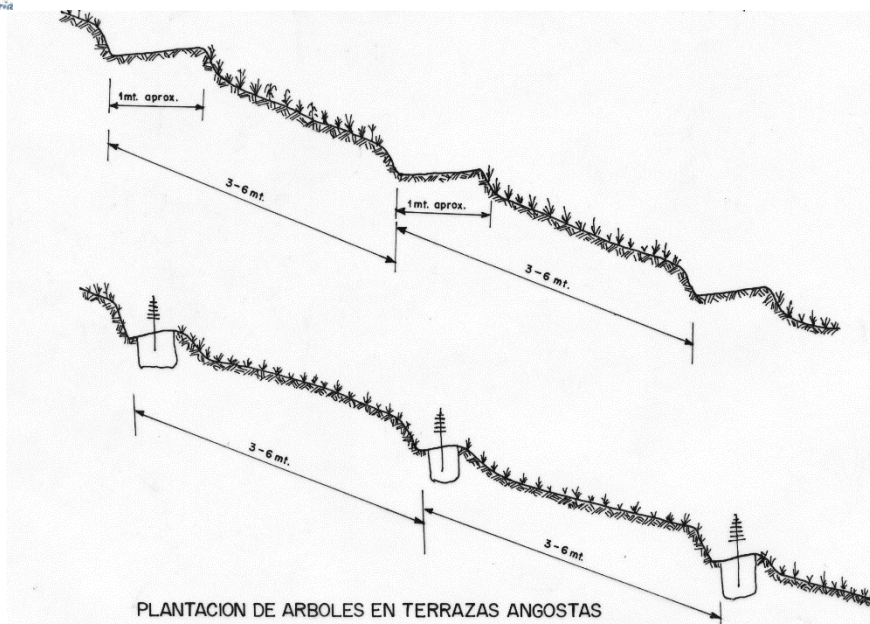 1mt. aprox.
3-6 mt.
1mt. aprox.
3-6 mt.
3-6 mt.
3-6 mt.
PLANTACION DE ARBOLES EN TERRAZAS ANGOSTAS